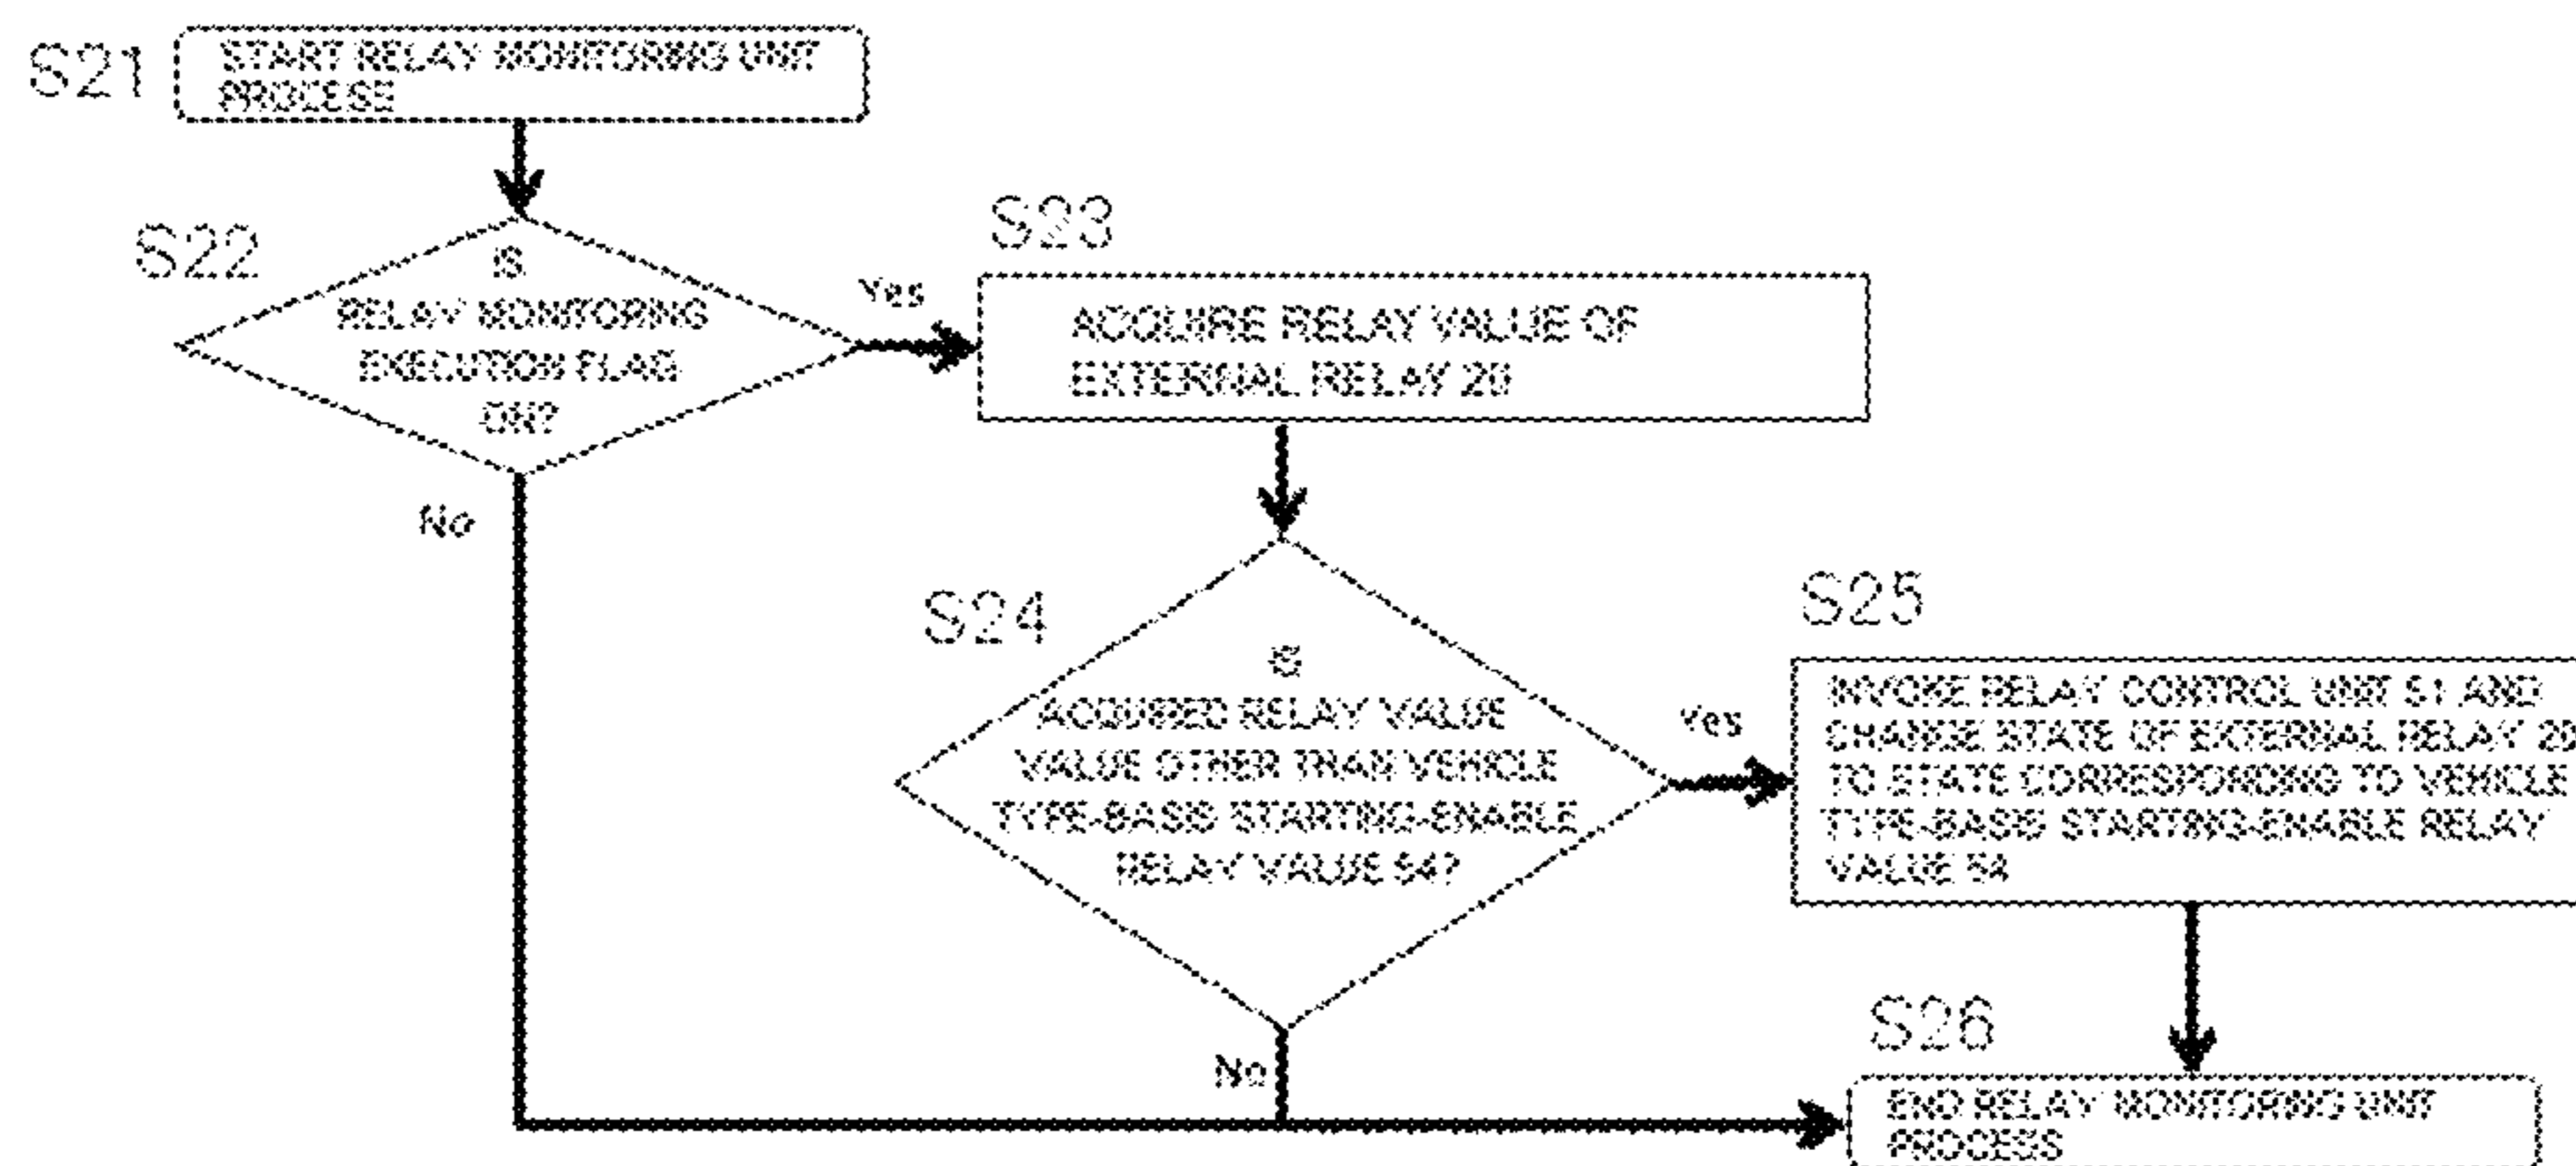 S21
START RELAY MONITORING UNIT
PROCESS
S22
IS
RELAY MONITORING
EXECUTION FLAG
ON?
Yes
No
S23
ACQUIRE RELAY VALUE OF
EXTERNAL RELAY 20
S24
IS
ACQUIRED RELAY VALUE
VALUE OTHER THAN VEHICLE
TYPE-BASIS STARTING-ENABLE
RELAY VALUE 54?
Yes
No
S25
INVOKE RELAY CONTROL UNIT 51 AND
CHANGE STATE OF EXTERNAL RELAY 20
TO STATE CORRESPONDING TO VEHICLE
TYPE-BASIS STARTING-ENABLE RELAY
VALUE 54
S26
END RELAY MONITORING UNIT
PROCESS